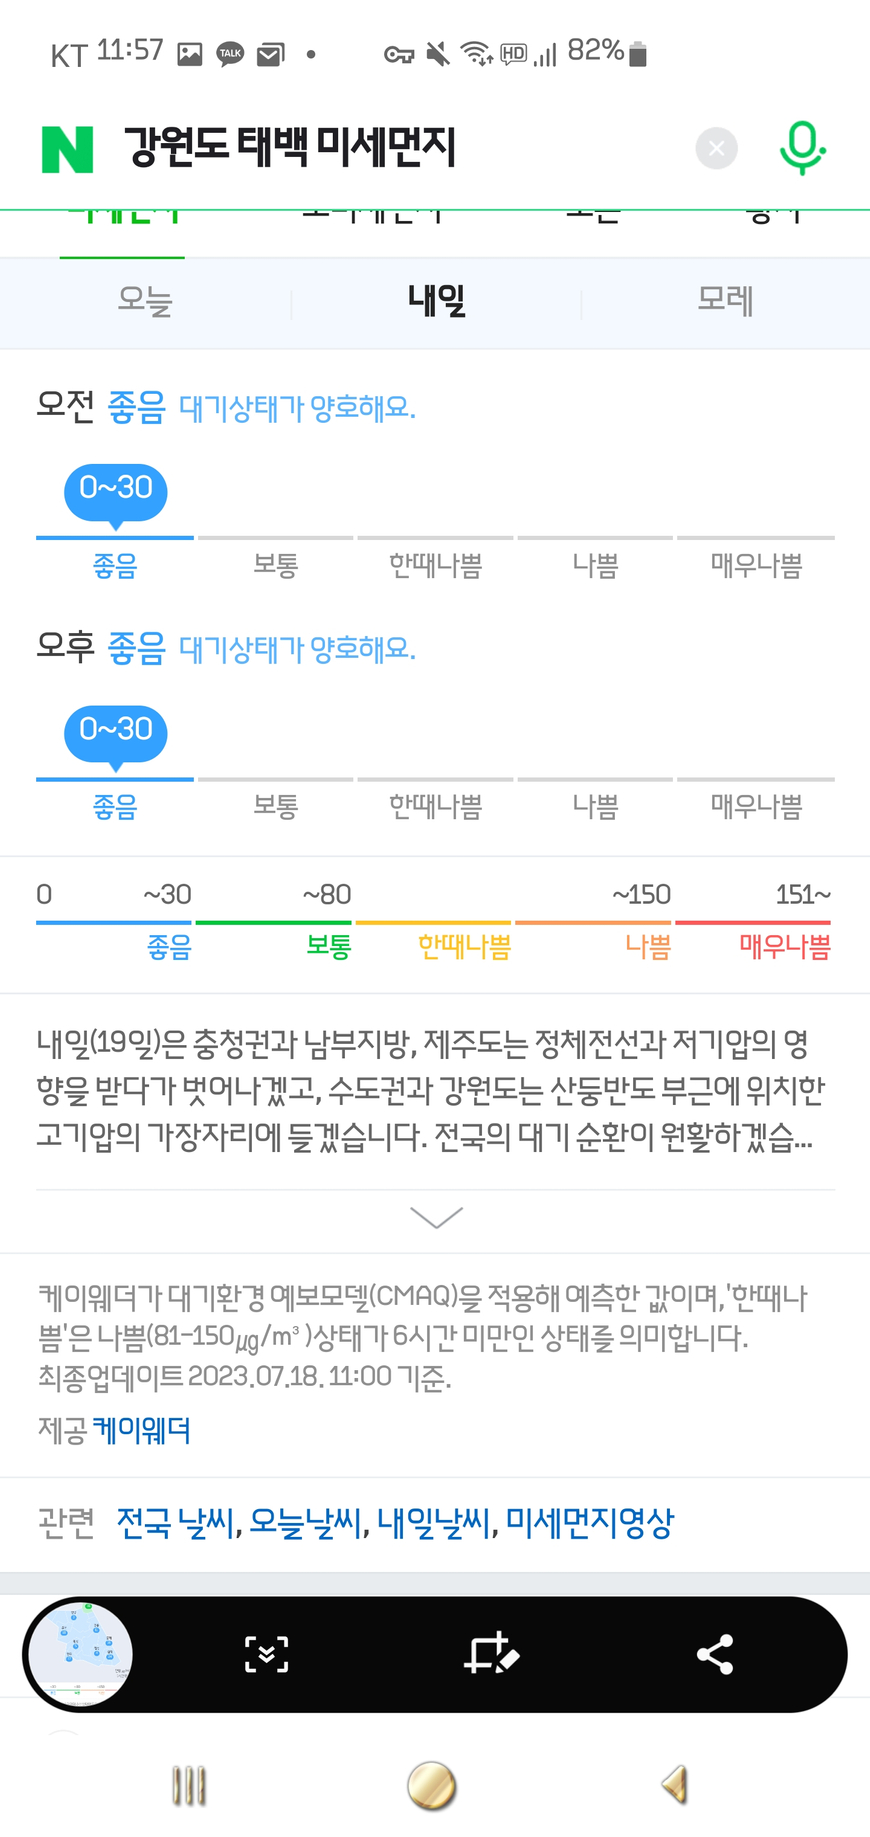 KT 11:57 TALK HD 82%
N 강원도 태백 미세먼지
오늘 내일 모레
오전 좋음 대기상태가 양호해요.
0~30
좋음 보통 한때나쁨 나쁨 매우나쁨
오후 좋음 대기상태가 양호해요.
0~30
좋음 보통 한때나쁨 나쁨 매우나쁨
0 ~30 ~80 ~150 151~
좋음 보통 한때나쁨 나쁨 매우나쁨
내일(19일)은 충청권과 남부지방, 제주도는 정체전선과 저기압의 영
향을 받다가 벗어나겠고, 수도권과 강원도는 산둥반도 부근에 위치한
고기압의 가장자리에 들겠습니다. 전국의 대기 순환이 원활하겠습...
케이웨더가 대기환경 예보모델(CMAQ)을 적용해 예측한 값이며,'한때나
쁨'은 나쁨(81-150㎍/m³ )상태가 6시간 미만인 상태를 의미합니다.
최종업데이트 2023.07.18. 11:00 기준.
제공 케이웨더
관련 전국 날씨, 오늘날씨, 내일날씨, 미세먼지영상